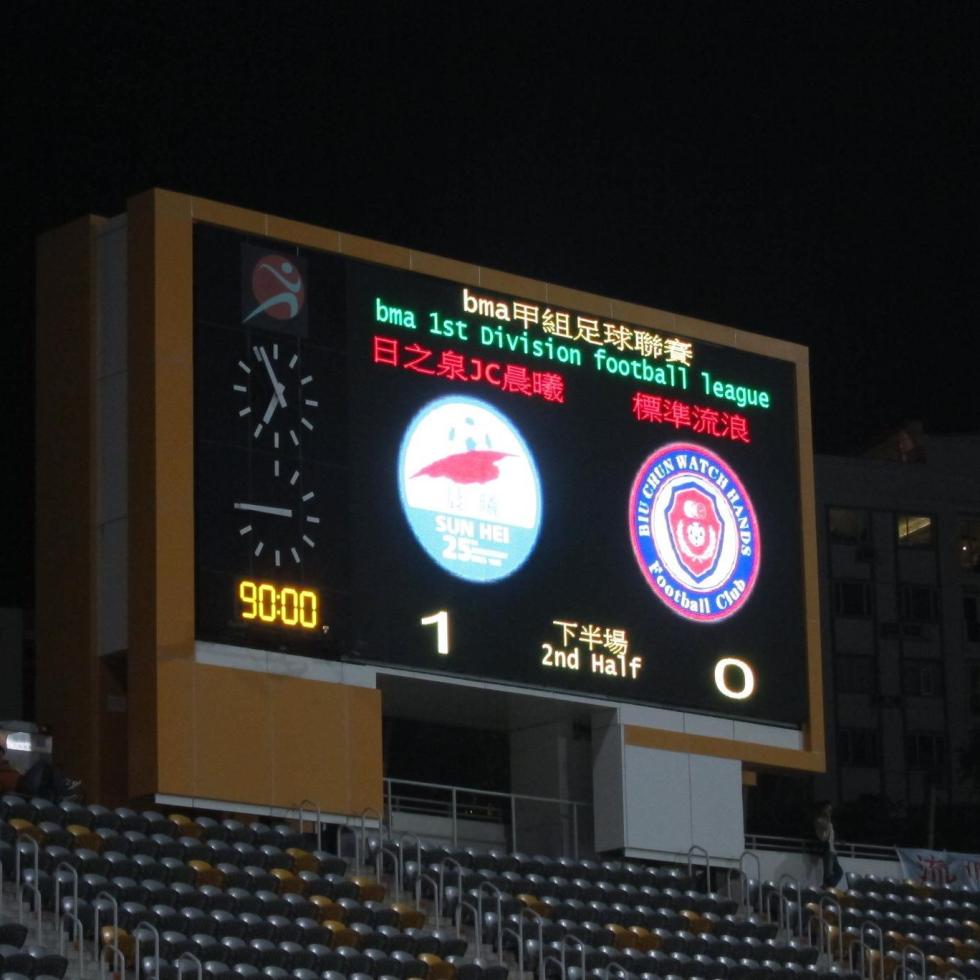 bma甲組足球聯賽
bma 1st Division football league
日之泉JC晨曦
標準流浪
SUN HEI
25
BIU CHUN WATCH HANDS
Football Club
90:00
1
下半場
2nd Half
0
流